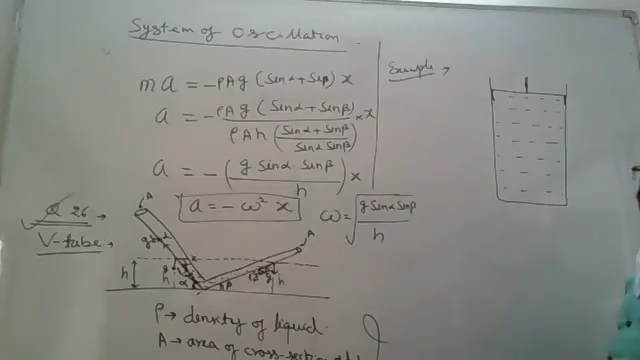 System of Oscillation
ma = -ρAg (Sinα + Sinβ) x
a = - ρAg (Sinα + Sinβ) × x
ρAh (Sinα + Sinβ / Sinα Sinβ)
a = - (g Sinα Sinβ / h) x
a = - ω² x
ω = √ g Sinα Sinβ / h
Example →
Q 26 →
V-tube →
A
A
h
h
α
β
h
ρ → density of liquid.
A → area of cross-section of